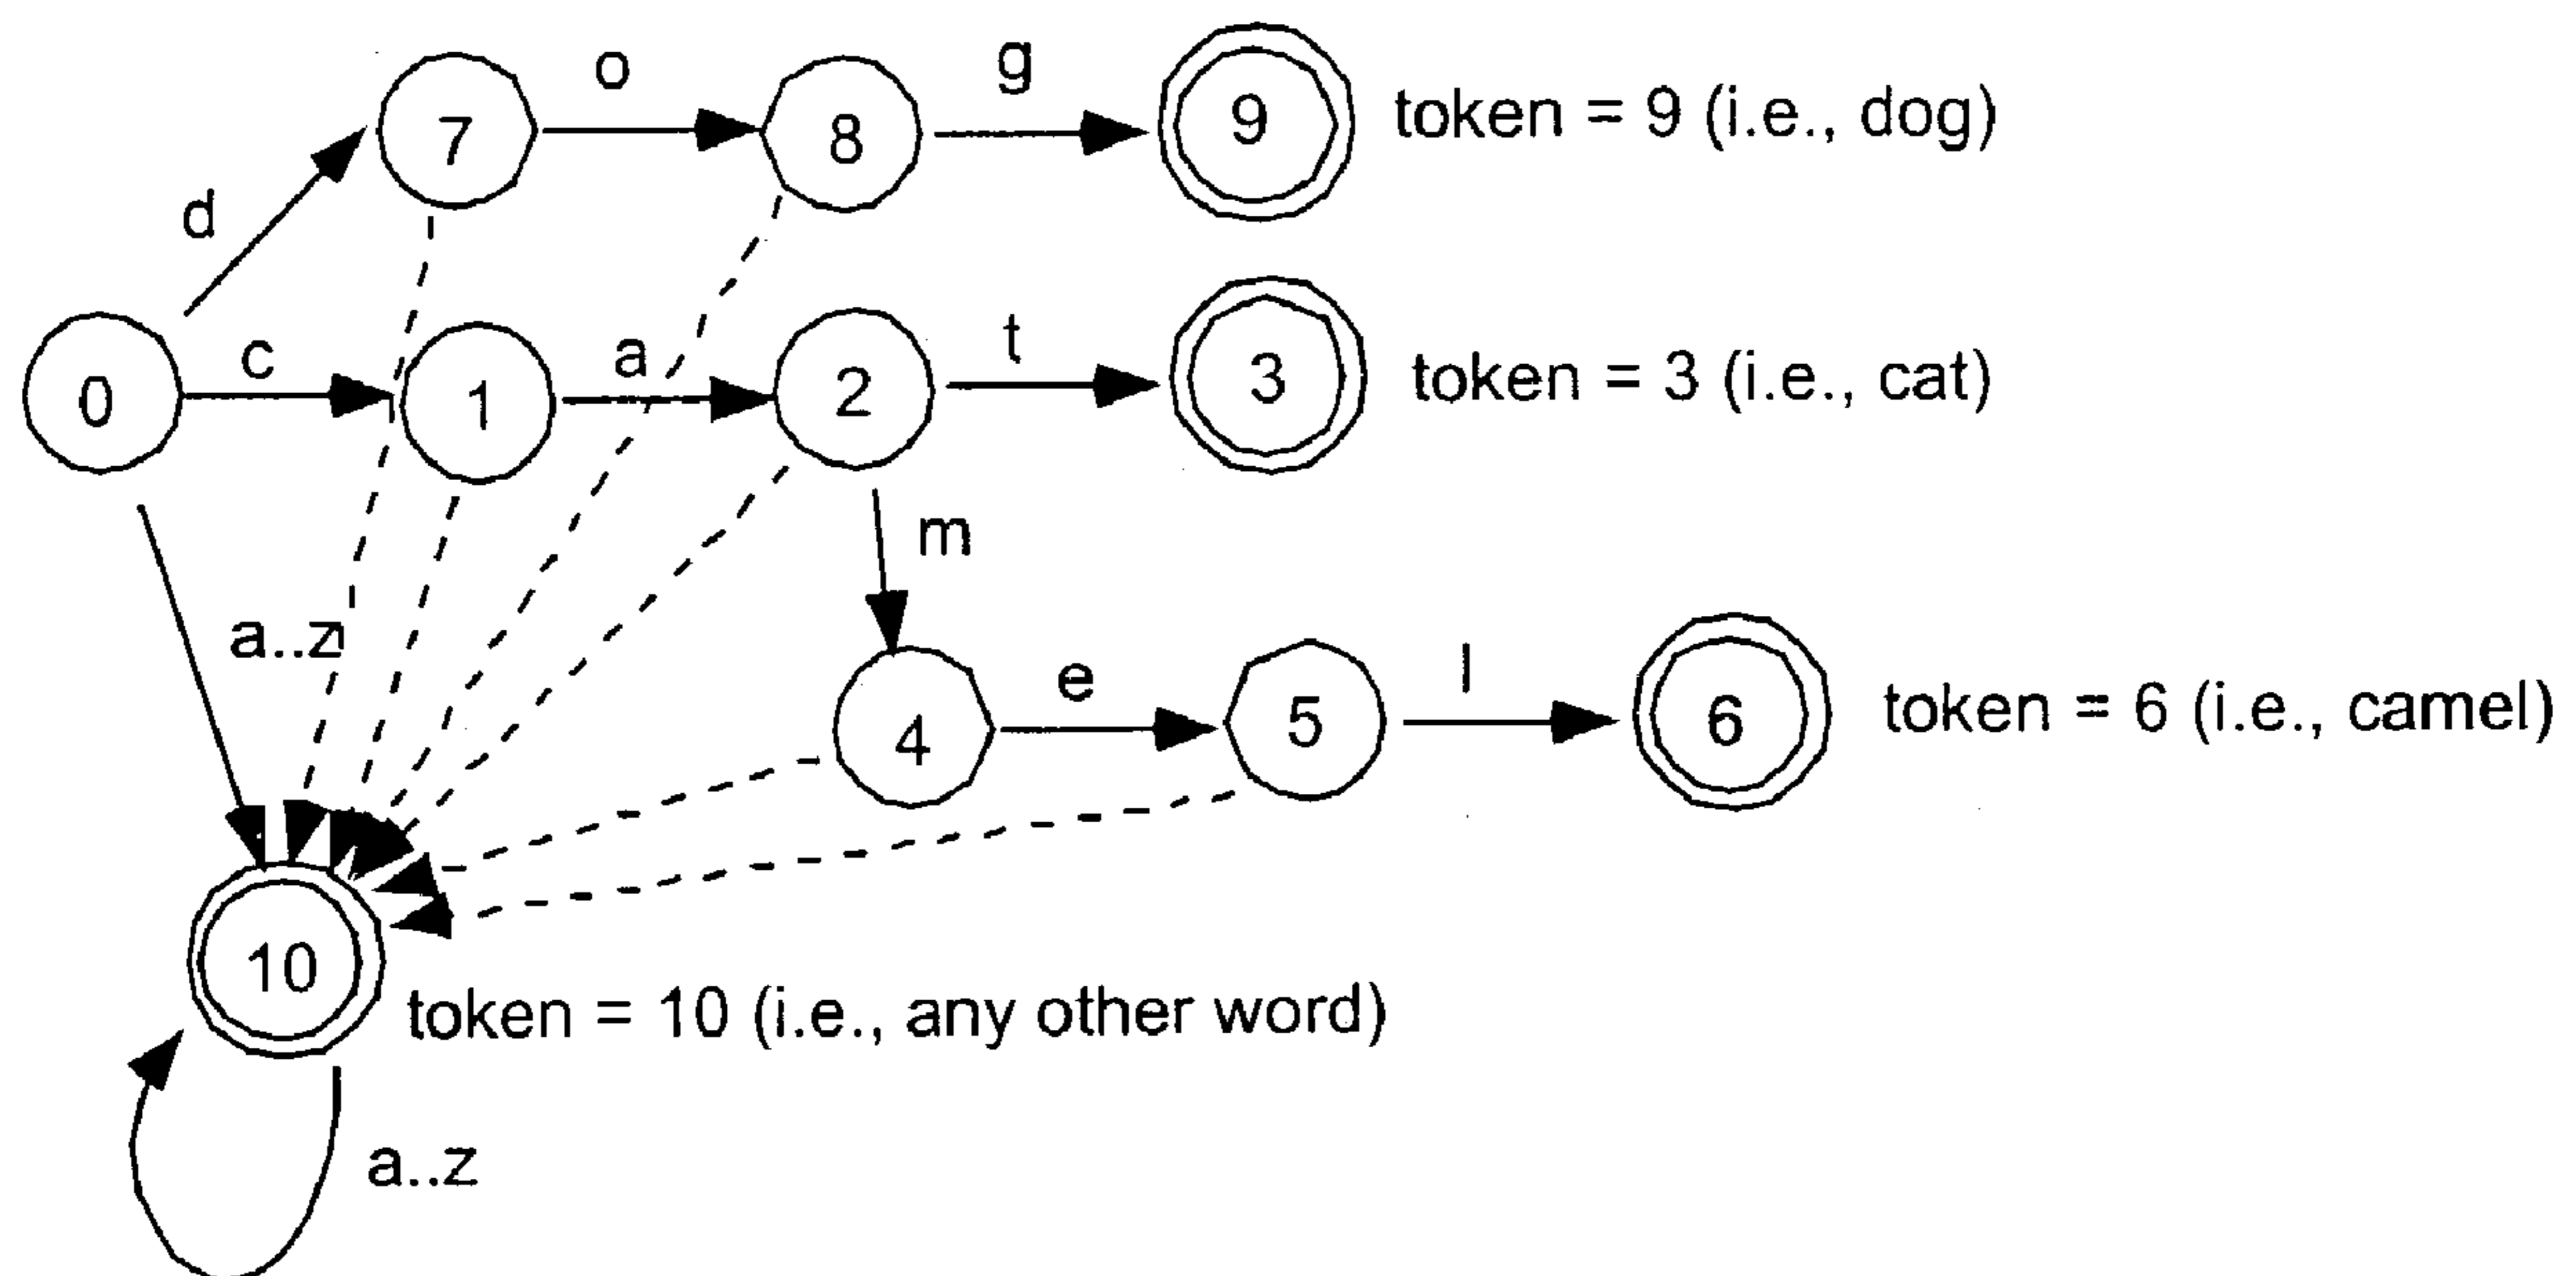 o
g
7
8
9
token = 9 (i.e., dog)
d
c
a
t
0
1
2
3
token = 3 (i.e., cat)
m
a..z
e
l
4
5
6
token = 6 (i.e., camel)
10
token = 10 (i.e., any other word)
a..z